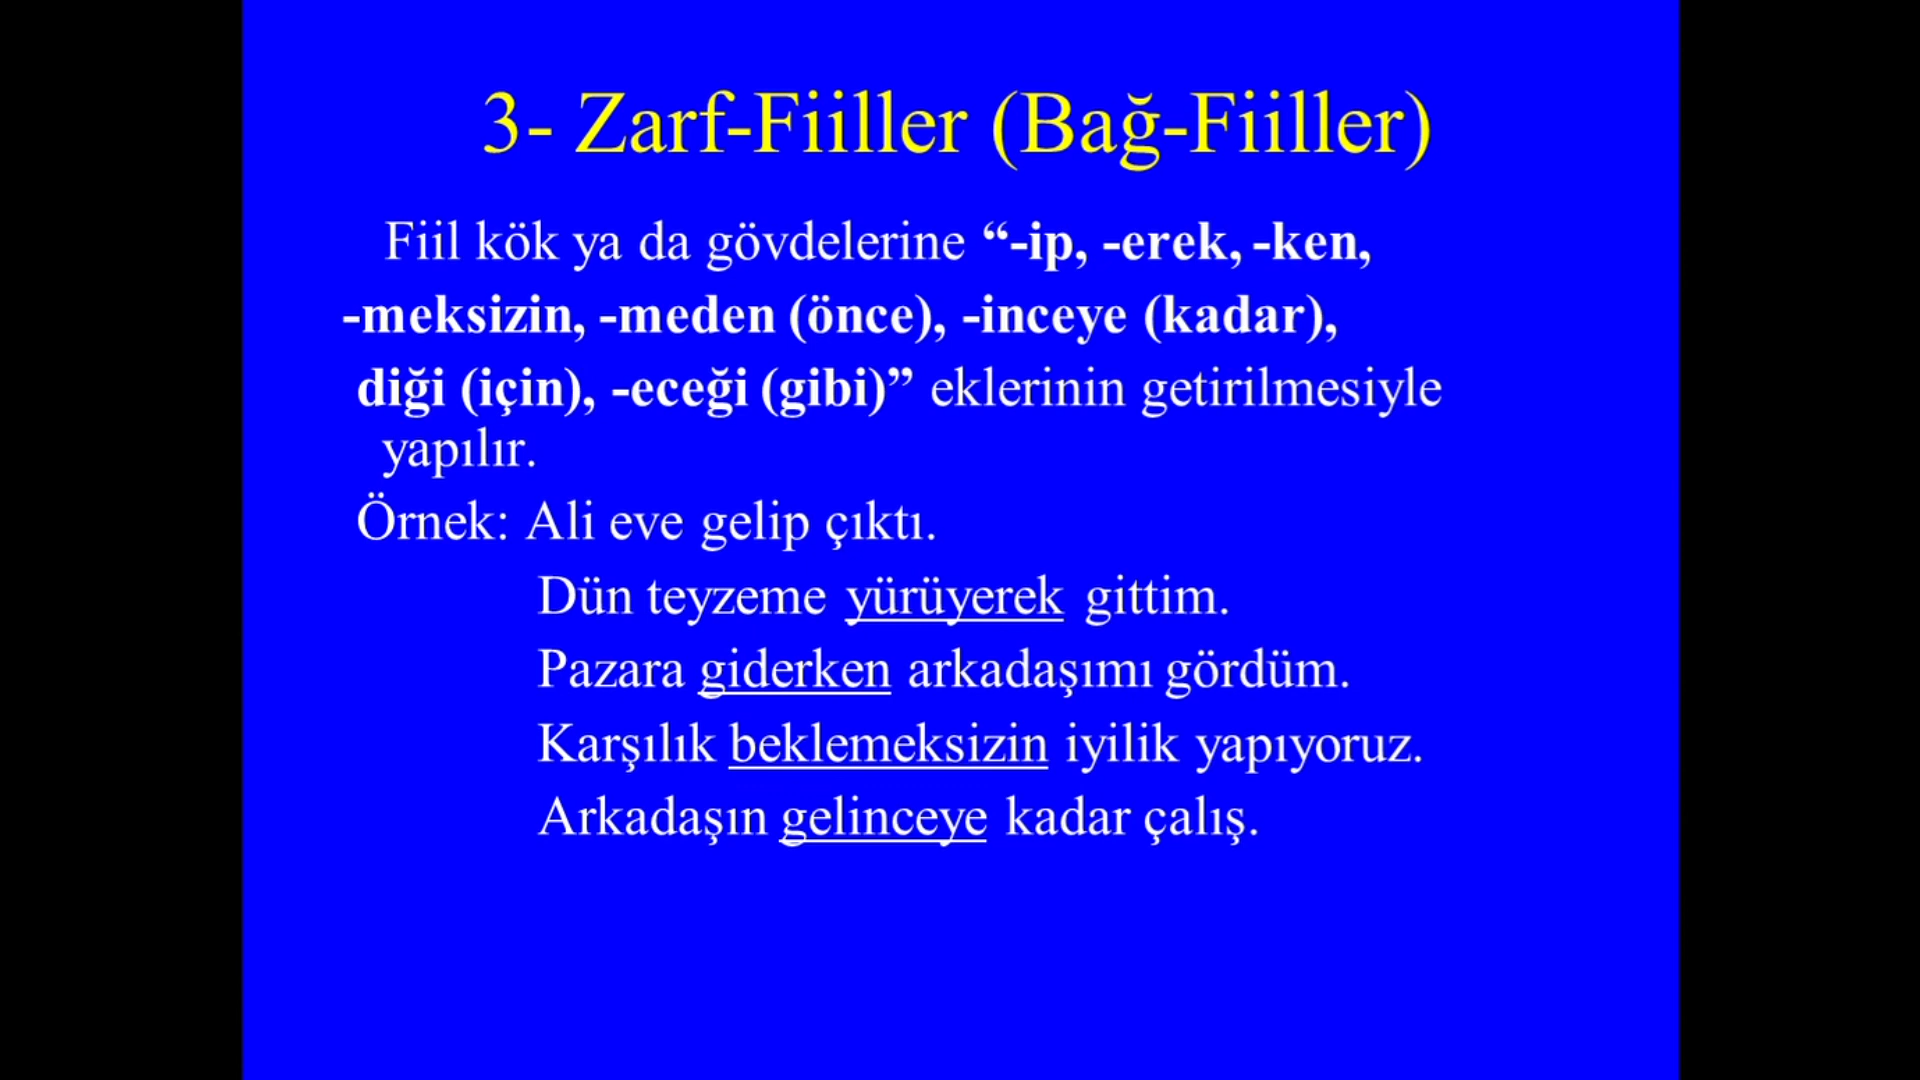 3- Zarf-Fiiller (Bağ-Fiiller)
Fiil kök ya da gövdelerine “-ip, -erek, -ken,
-meksizin, -meden (önce), -inceye (kadar),
diği (için), -eceği (gibi)” eklerinin getirilmesiyle
yapılır.
Örnek: Ali eve gelip çıktı.
Dün teyzeme yürüyerek gittim.
Pazara giderken arkadaşımı gördüm.
Karşılık beklemeksizin iyilik yapıyoruz.
Arkadaşın gelinceye kadar çalış.